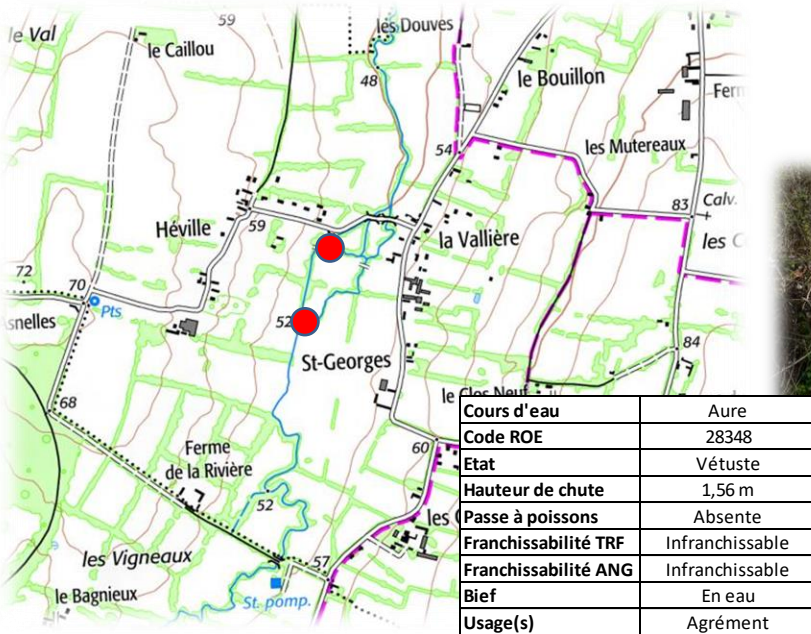 59
les Douves
le Val
le Caillou
48
le Bouillon
Ferm
54
les Mutereaux
83 Calv.
Héville
59
la Vallière
les C
72
70
Pts
snelles
52
St-Georges
84
le Clos Neuf
68
60
Ferme
de la Rivière
52
les
les Vigneaux
57
le Bagnieux
St. pomp.
Cours d'eau Aure
Code ROE 28348
Etat Vétuste
Hauteur de chute 1,56 m
Passe à poissons Absente
Franchissabilité TRF Infranchissable
Franchissabilité ANG Infranchissable
Bief En eau
Usage(s) Agrément